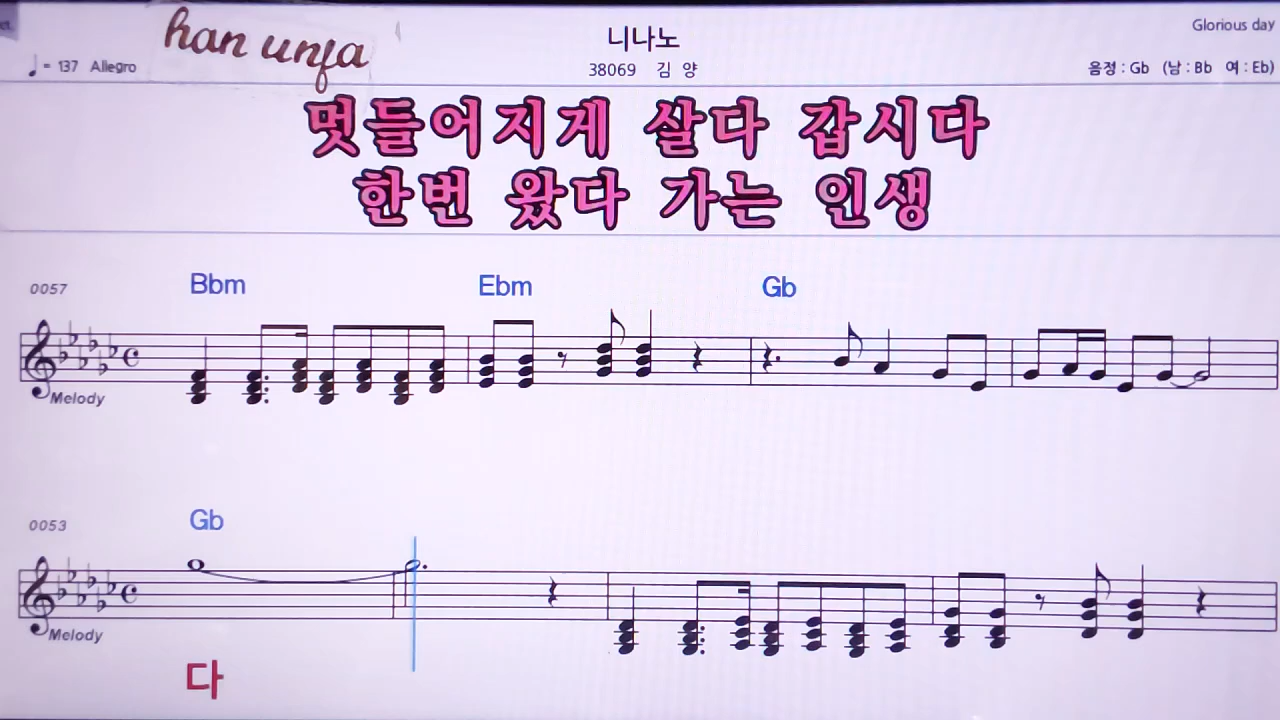 han unfa
니나노
Glorious day
♩ = 137 Allegro
38069 김 양
음정 : Gb (남 : Bb 여 : Eb)
멋들어지게 살다 갑시다
한번 왔다 가는 인생
0057 Bbm Ebm Gb
Melody
0053 Gb
Melody
다